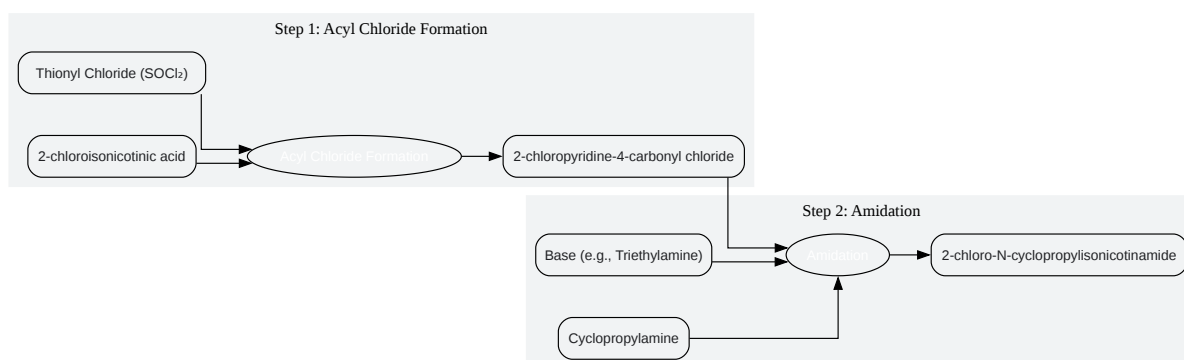 Step 1: Acyl Chloride Formation
Thionyl Chloride (SOCl₂)
2-chloroisonicotinic acid
Acyl Chloride Formation
2-chloropyridine-4-carbonyl chloride
Step 2: Amidation
Base (e.g., Triethylamine)
Amidation
2-chloro-N-cyclopropylisonicotinamide
Cyclopropylamine